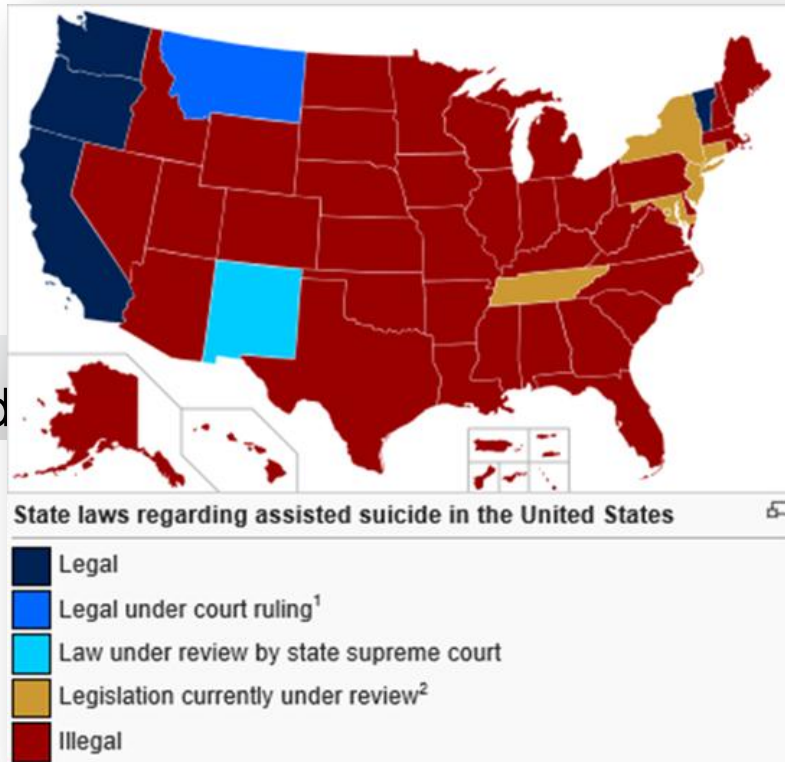 d
State laws regarding assisted suicide in the United States
Legal
Legal under court ruling¹
Law under review by state supreme court
Legislation currently under review²
Illegal